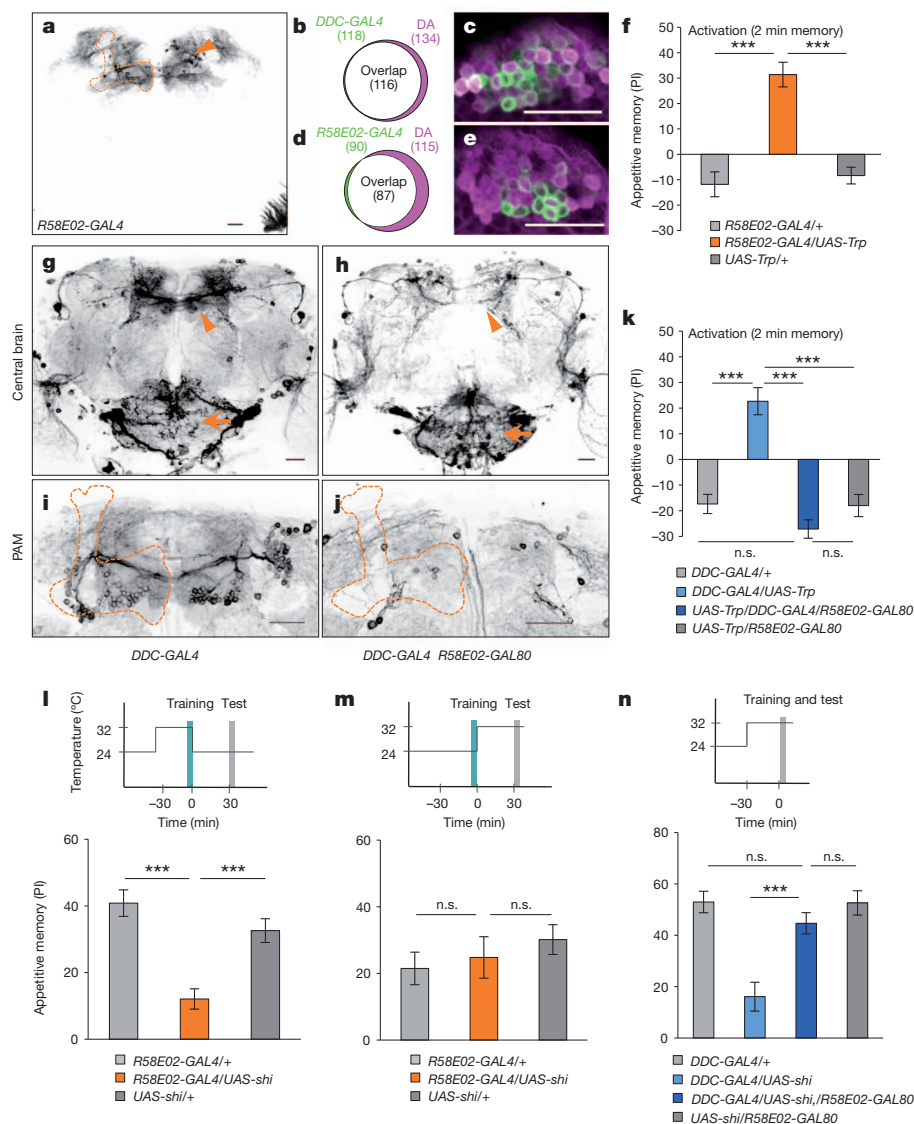 a
R58E02-GAL4
b
DDC-GAL4
(118)
DA
(134)
Overlap
(116)
c
d
R58E02-GAL4
(90)
DA
(115)
Overlap
(87)
e
f
Activation (2 min memory)
*** ***
Appetitive memory (PI)
50
40
30
20
10
0
−10
−20
−30
R58E02-GAL4/+
R58E02-GAL4/UAS-Trp
UAS-Trp/+
g
h
Central brain
i
j
PAM
DDC-GAL4
DDC-GAL4 R58E02-GAL80
k
Activation (2 min memory)
***
*** ***
Appetitive memory (PI)
50
40
30
20
10
0
−10
−20
−30
n.s. n.s.
DDC-GAL4/+
DDC-GAL4/UAS-Trp
UAS-Trp/DDC-GAL4/R58E02-GAL80
UAS-Trp/R58E02-GAL80
l
Training Test
Temperature (°C)
32
24
−30 0 30
Time (min)
Appetitive memory (PI)
60
40
20
0
*** ***
R58E02-GAL4/+
R58E02-GAL4/UAS-shi
UAS-shi/+
m
Training Test
32
24
−30 0 30
Time (min)
60
40
20
0
n.s. n.s.
R58E02-GAL4/+
R58E02-GAL4/UAS-shi
UAS-shi/+
n
Training and test
32
24
−30 0 30
Time (min)
80
60
40
20
0
n.s. n.s.
***
DDC-GAL4/+
DDC-GAL4/UAS-shi
DDC-GAL4/UAS-shi,/R58E02-GAL80
UAS-shi/R58E02-GAL80